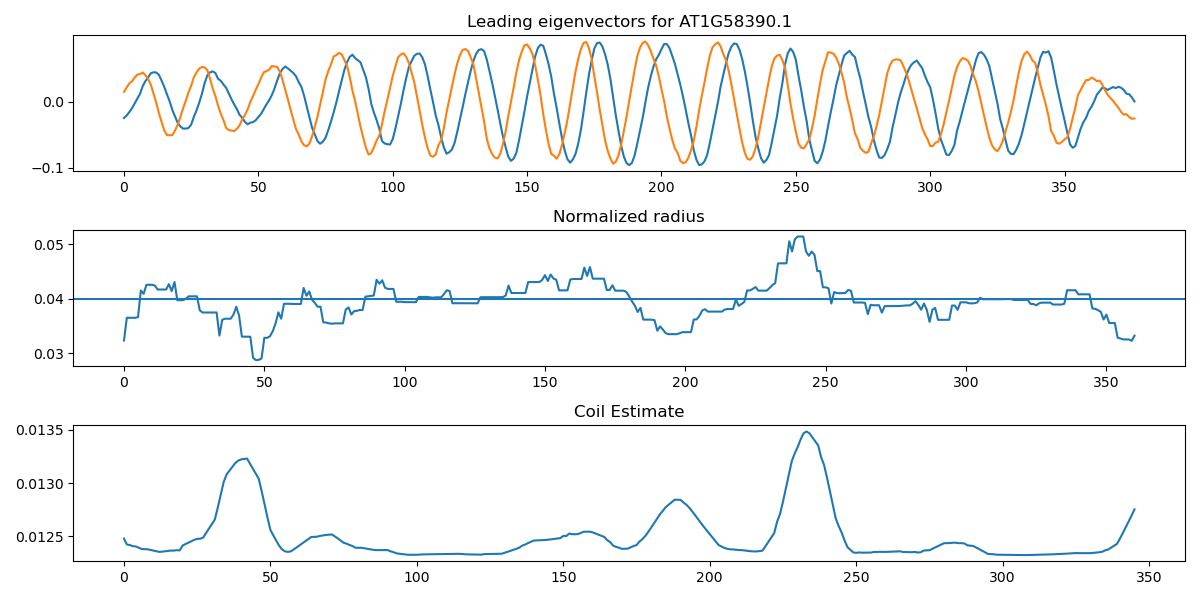 Leading eigenvectors for AT1G58390.1
0.0
−0.1
0 50 100 150 200 250 300 350
Normalized radius
0.05
0.04
0.03
0 50 100 150 200 250 300 350
Coil Estimate
0.0135
0.0130
0.0125
0 50 100 150 200 250 300 350